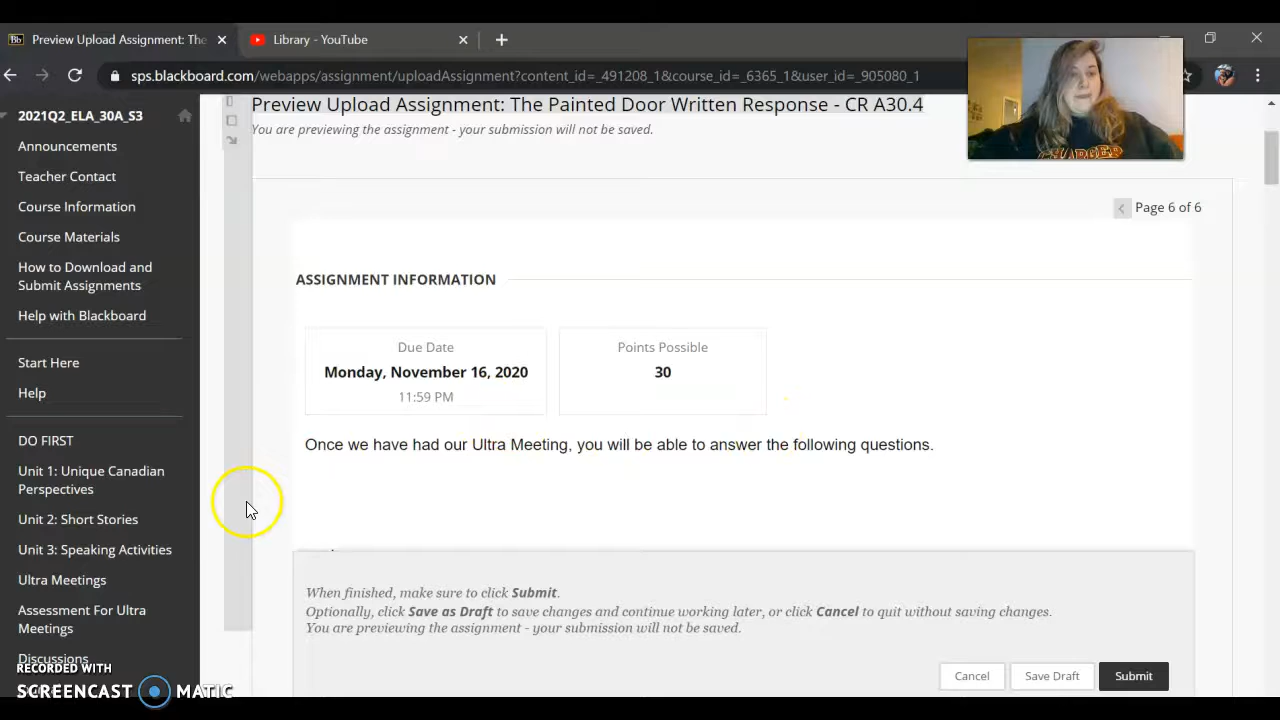 Preview Upload Assignment: The
Library - YouTube
sps.blackboard.com/webapps/assignment/uploadAssignment?content_id=_491208_1&course_id=_6365_1&user_id=_905080_1
2021Q2_ELA_30A_S3
Announcements
Teacher Contact
Course Information
Course Materials
How to Download and
Submit Assignments
Help with Blackboard
Start Here
Help
DO FIRST
Unit 1: Unique Canadian
Perspectives
Unit 2: Short Stories
Unit 3: Speaking Activities
Ultra Meetings
Assessment For Ultra
Meetings
Discussions
RECORDED WITH
SCREENCAST MATIC
Preview Upload Assignment: The Painted Door Written Response - CR A30.4
You are previewing the assignment - your submission will not be saved.
Page 6 of 6
ASSIGNMENT INFORMATION
Due Date
Monday, November 16, 2020
11:59 PM
Points Possible
30
Once we have had our Ultra Meeting, you will be able to answer the following questions.
When finished, make sure to click Submit.
Optionally, click Save as Draft to save changes and continue working later, or click Cancel to quit without saving changes.
You are previewing the assignment - your submission will not be saved.
Cancel
Save Draft
Submit